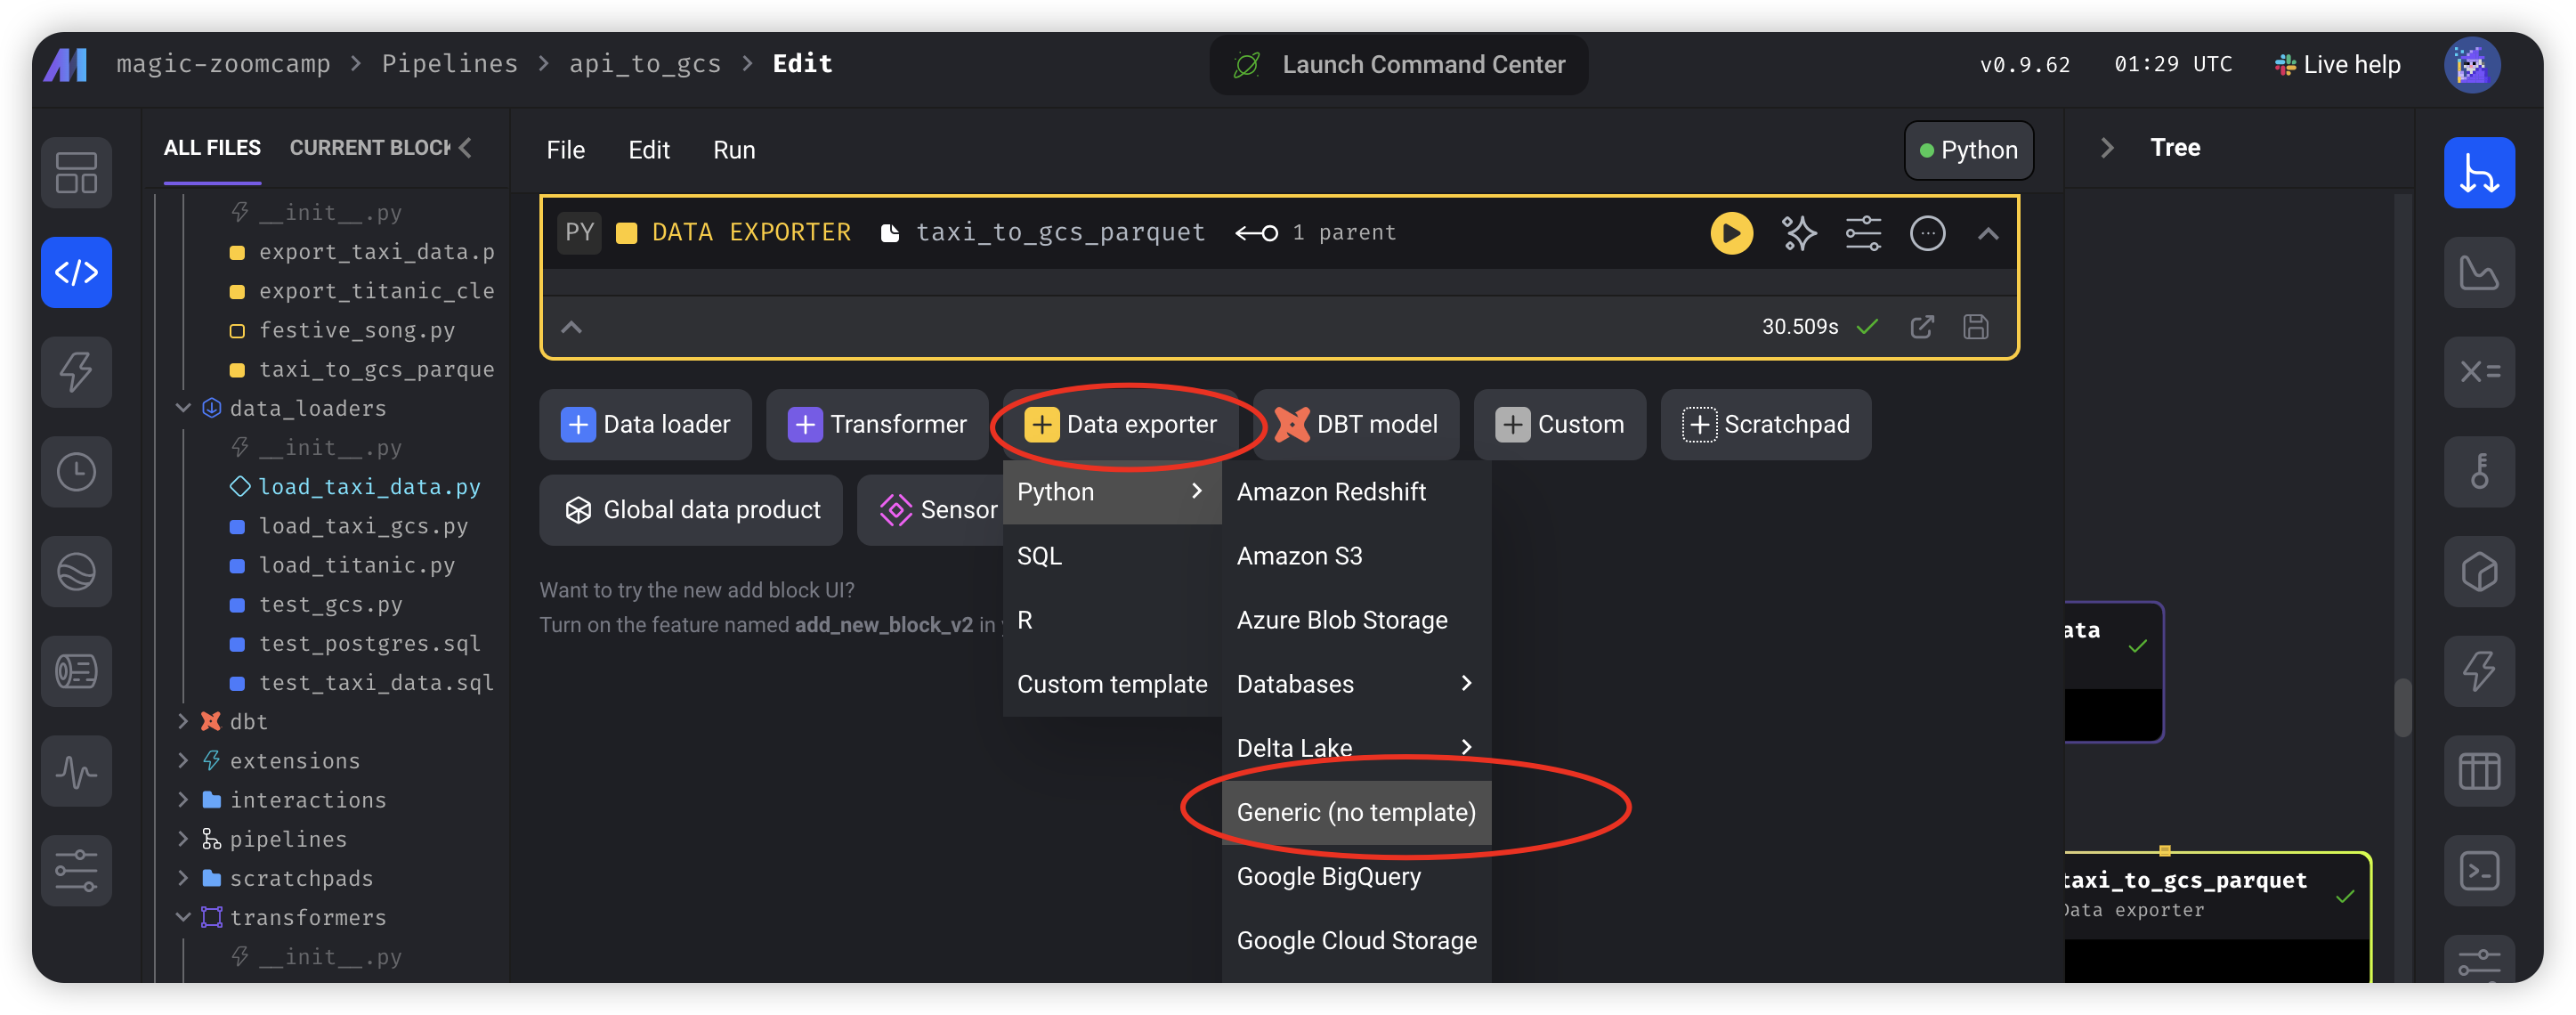 magic-zoomcamp > Pipelines > api_to_gcs > Edit
Launch Command Center
v0.9.62
01:29 UTC
Live help
ALL FILES
CURRENT BLOCK
__init__.py
export_taxi_data.p
export_titanic_cle
festive_song.py
taxi_to_gcs_parque
data_loaders
__init__.py
load_taxi_data.py
load_taxi_gcs.py
load_titanic.py
test_gcs.py
test_postgres.sql
test_taxi_data.sql
dbt
extensions
interactions
pipelines
scratchpads
transformers
__init__.py
File
Edit
Run
Python
PY DATA EXPORTER taxi_to_gcs_parquet 1 parent
30.509s
Data loader
Transformer
Data exporter
DBT model
Custom
Scratchpad
Global data product
Sensor
Want to try the new add block UI?
Turn on the feature named add_new_block_v2 in
Python
SQL
R
Custom template
Amazon Redshift
Amazon S3
Azure Blob Storage
Databases
Delta Lake
Generic (no template)
Google BigQuery
Google Cloud Storage
Tree
ata
taxi_to_gcs_parquet
Data exporter